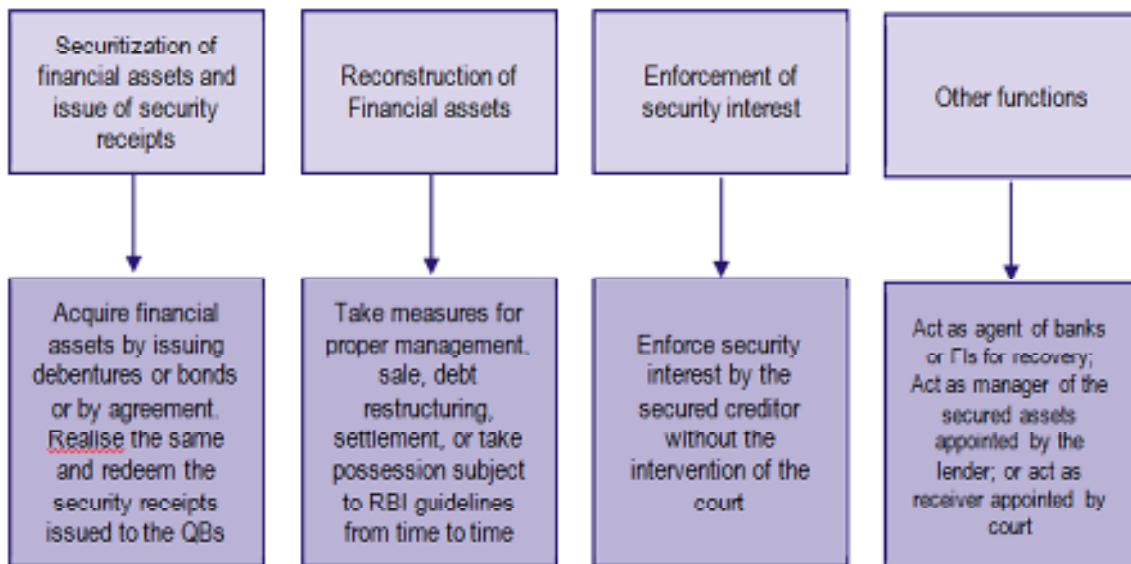 Securitization of
financial assets and
issue of security
receipts
Reconstruction of
Financial assets
Enforcement of
security interest
Other functions
Acquire financial
assets by issuing
debentures or bonds
or by agreement.
Realise the same
and redeem the
security receipts
issued to the QBs
Take measures for
proper management,
sale, debt
restructuring,
settlement, or take
possession subject
to RBI guidelines
from time to time
Enforce security
interest by the
secured creditor
without the
intervention of the
court
Act as agent of banks
or FIs for recovery;
Act as manager of the
secured assets
appointed by the
lender; or act as
receiver appointed by
court